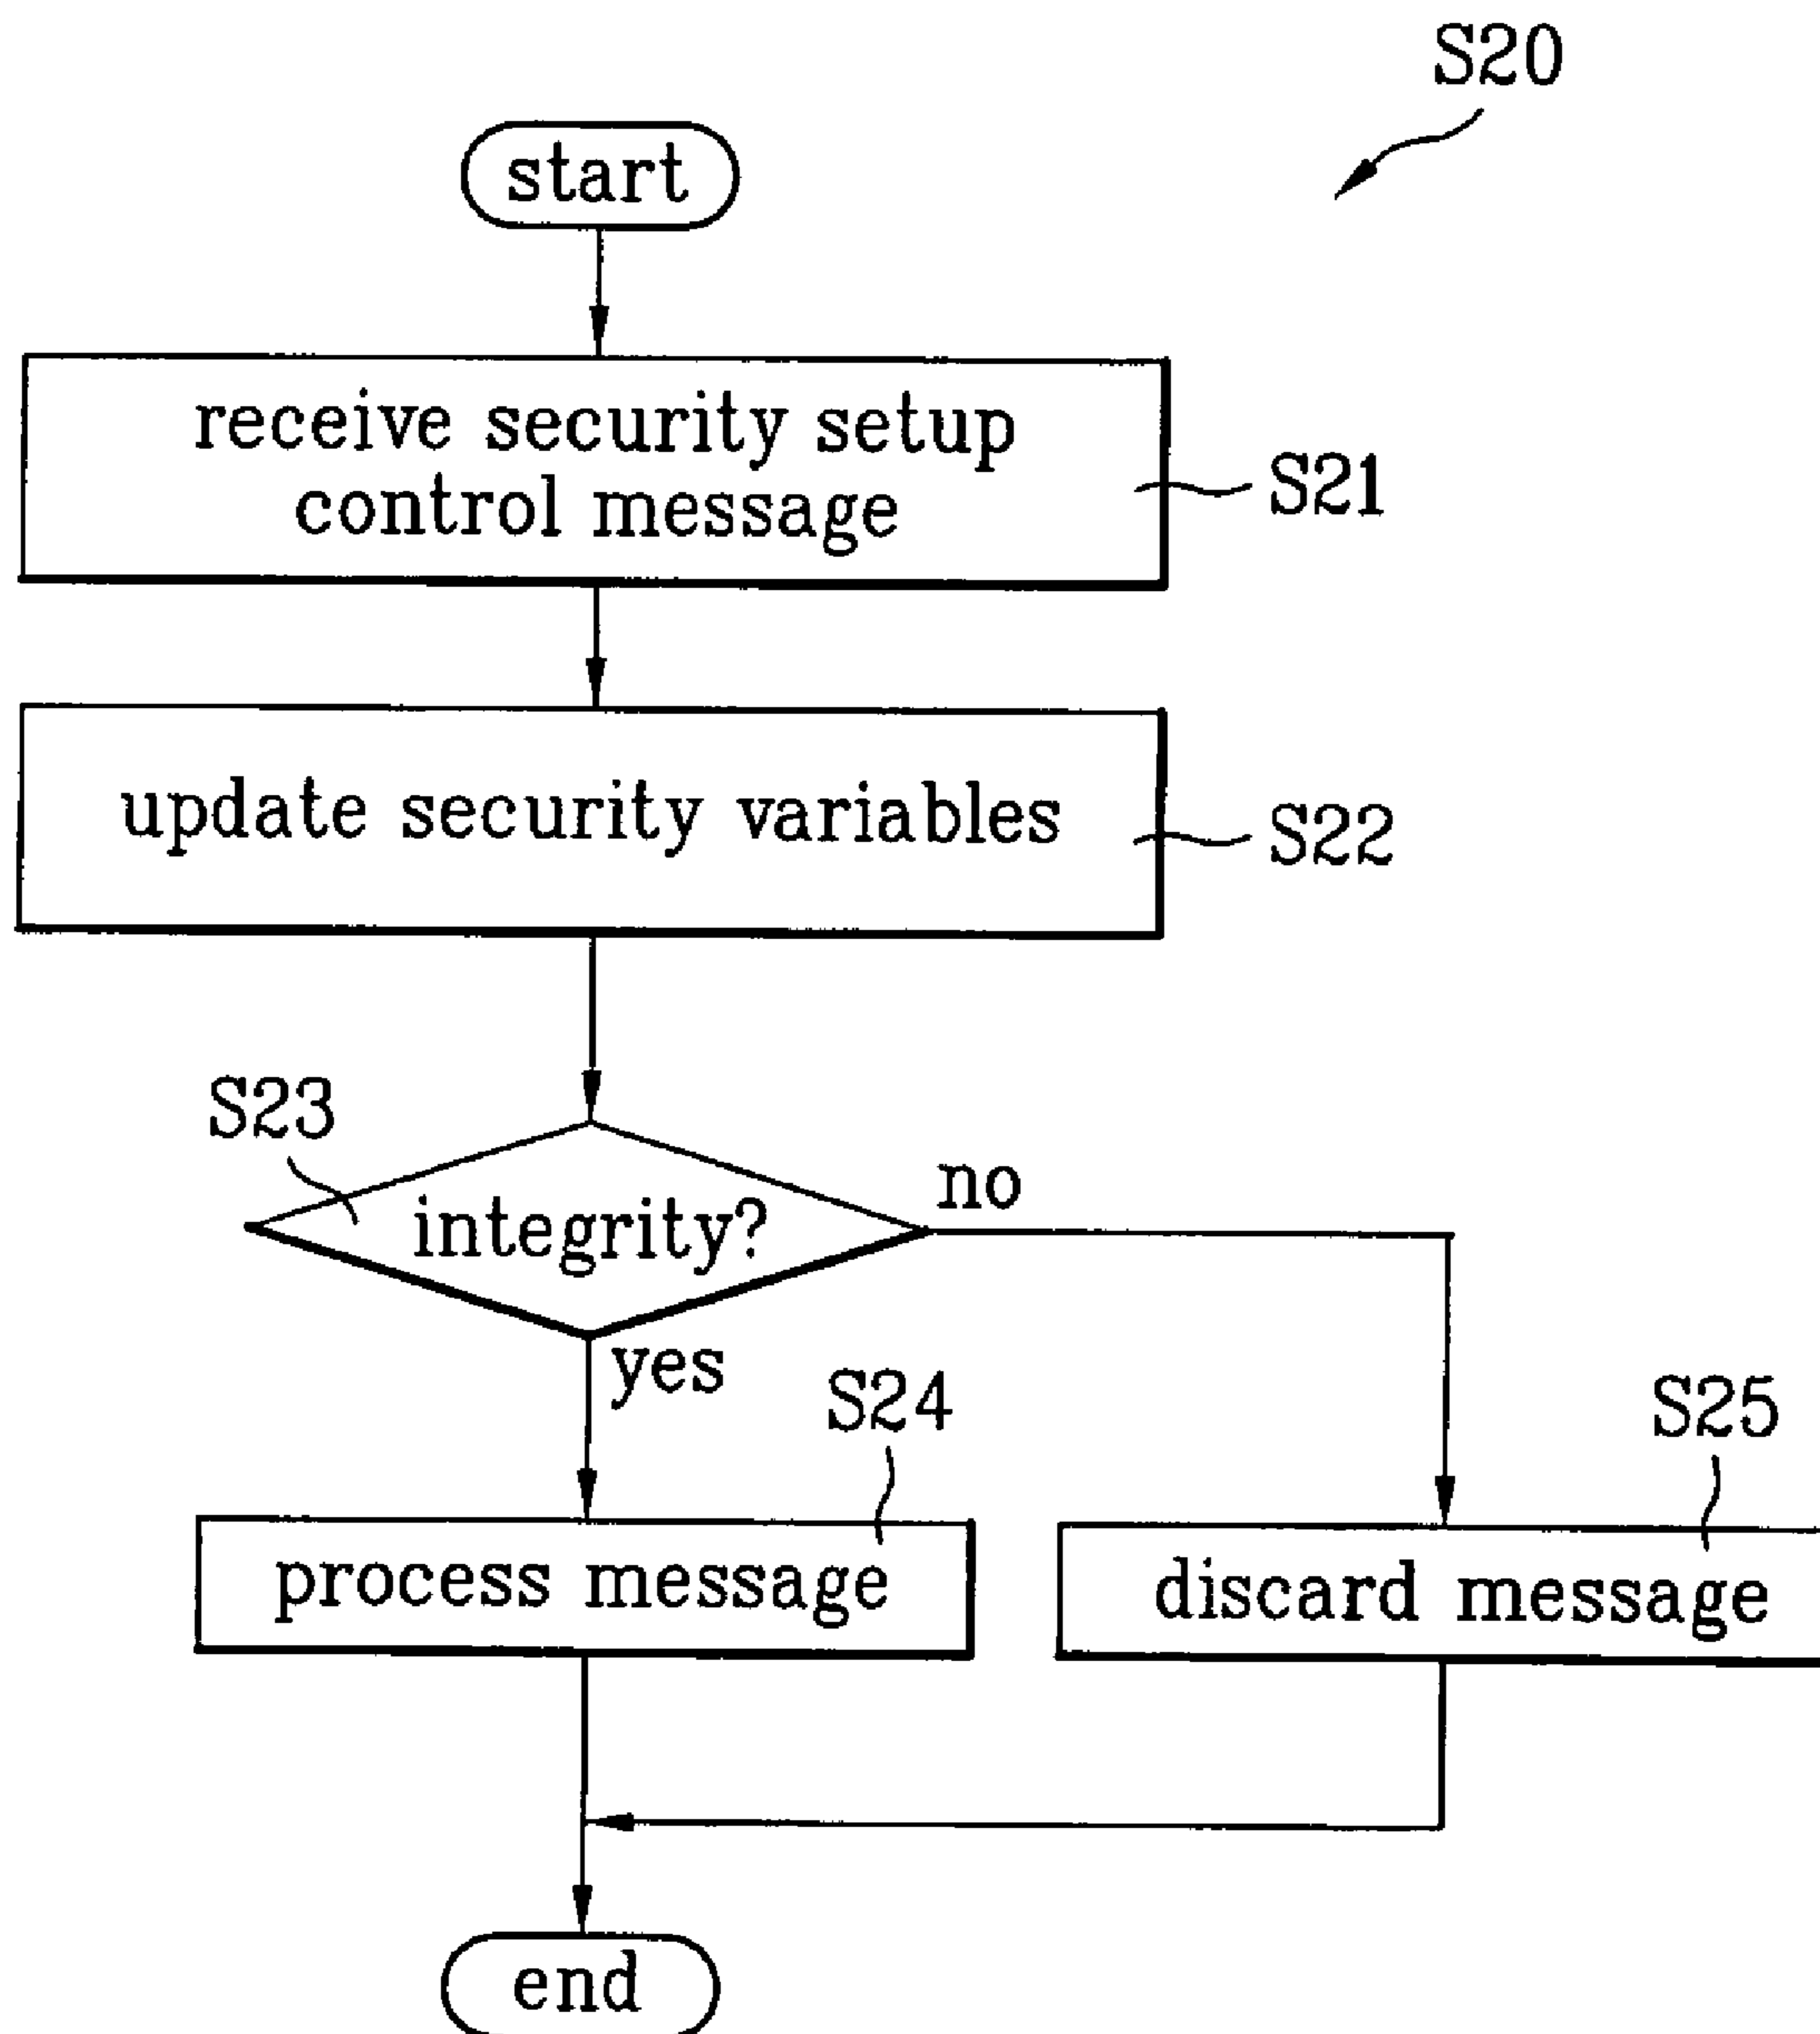 S20
start
receive security setup
control message
S21
update security variables
S22
S23
integrity?
no
yes
S24
S25
process message
discard message
end